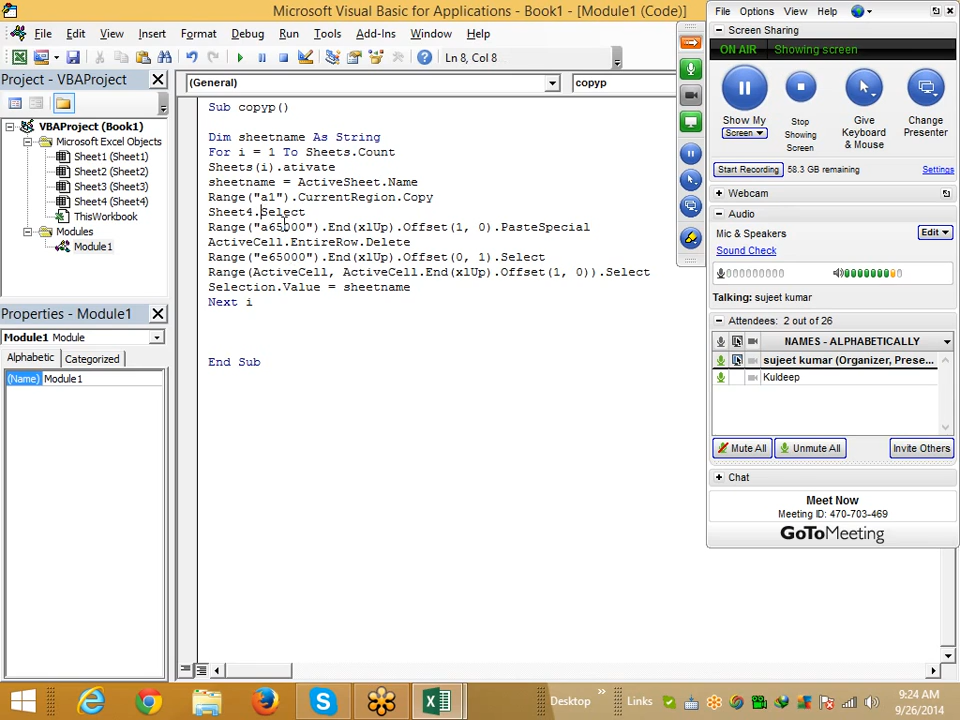 Microsoft Visual Basic for Applications - Book1 - [Module1 (Code)]
File Edit View Insert Format Debug Run Tools Add-Ins Window Help
Ln 8, Col 8
Project - VBAProject
(General)
copyp
VBAProject (Book1)
Microsoft Excel Objects
Sheet1 (Sheet1)
Sheet2 (Sheet2)
Sheet3 (Sheet3)
Sheet4 (Sheet4)
ThisWorkbook
Modules
Module1
Properties - Module1
Module1 Module
Alphabetic Categorized
(Name) Module1
Sub copyp()
Dim sheetname As String
For i = 1 To Sheets.Count
Sheets(i).ativate
sheetname = ActiveSheet.Name
Range("a1").CurrentRegion.Copy
Sheet4.Select
Range("a65000").End(xlUp).Offset(1, 0).PasteSpecial
ActiveCell.EntireRow.Delete
Range("e65000").End(xlUp).Offset(0, 1).Select
Range(ActiveCell, ActiveCell.End(xlUp).Offset(1, 0)).Select
Selection.Value = sheetname
Next i
End Sub
File Options View Help
Screen Sharing
ON AIR Showing screen
Show My
Screen
Stop
Showing
Screen
Give
Keyboard
& Mouse
Change
Presenter
Start Recording 58.3 GB remaining Settings
Webcam
Audio
Mic & Speakers Edit
Sound Check
Talking: sujeet kumar
Attendees: 2 out of 26
NAMES - ALPHABETICALLY
sujeet kumar (Organizer, Prese...
Kuldeep
Mute All Unmute All Invite Others
Chat
Meet Now
Meeting ID: 470-703-469
GoToMeeting
Desktop
Links
9:24 AM
9/26/2014